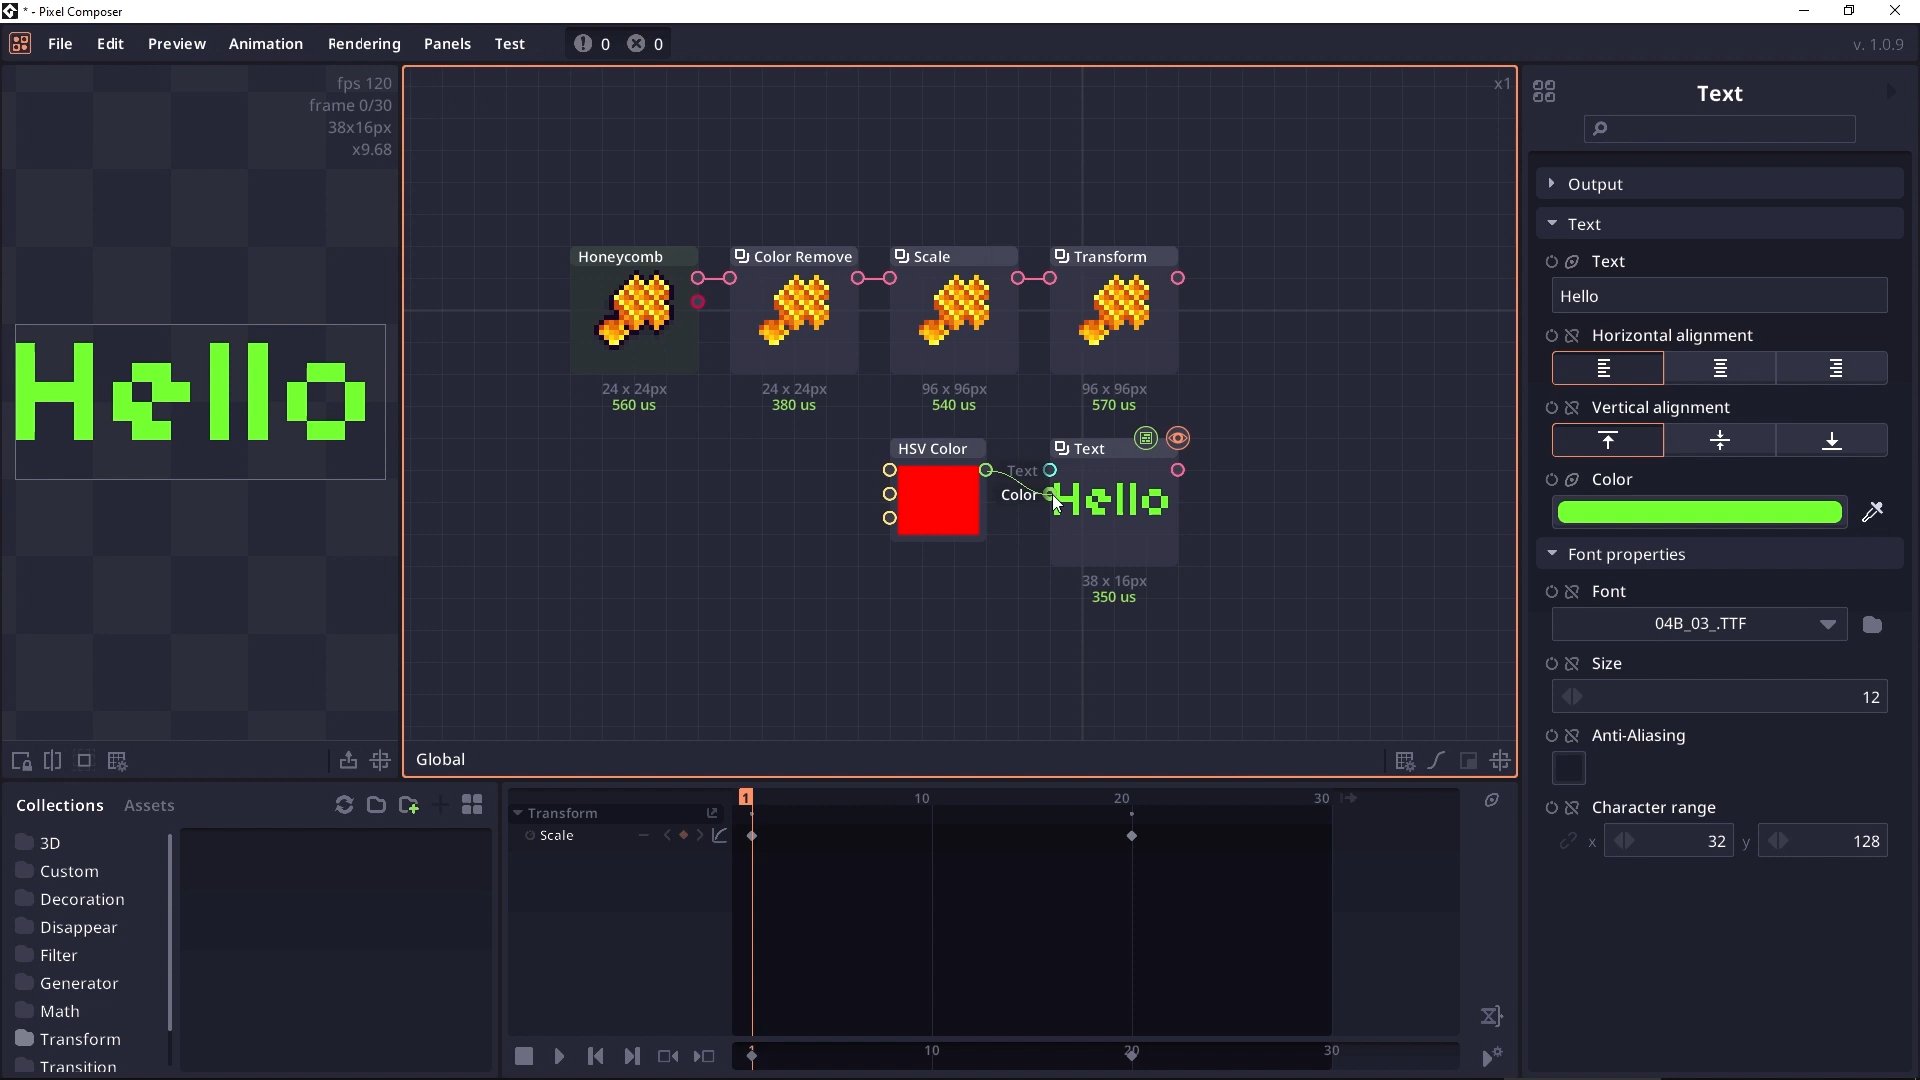 * - Pixel Composer
File Edit Preview Animation Rendering Panels Test 0 0 v. 1.0.9
fps 120
frame 0/30
38x16px
x9.68
Hello
x1
Honeycomb
24 x 24px
560 us
Color Remove
24 x 24px
380 us
Scale
96 x 96px
540 us
Transform
96 x 96px
570 us
HSV Color
Text
Text
Color
Hello
38 x 16px
350 us
Global
Text
Output
Text
Text
Hello
Horizontal alignment
Vertical alignment
Color
Font properties
Font
04B_03_.TTF
Size
12
Anti-Aliasing
Character range
x 32 y 128
Collections Assets
3D
Custom
Decoration
Disappear
Filter
Generator
Math
Transform
Transition
1 10 20 30
Transform
Scale
1 10 20 30